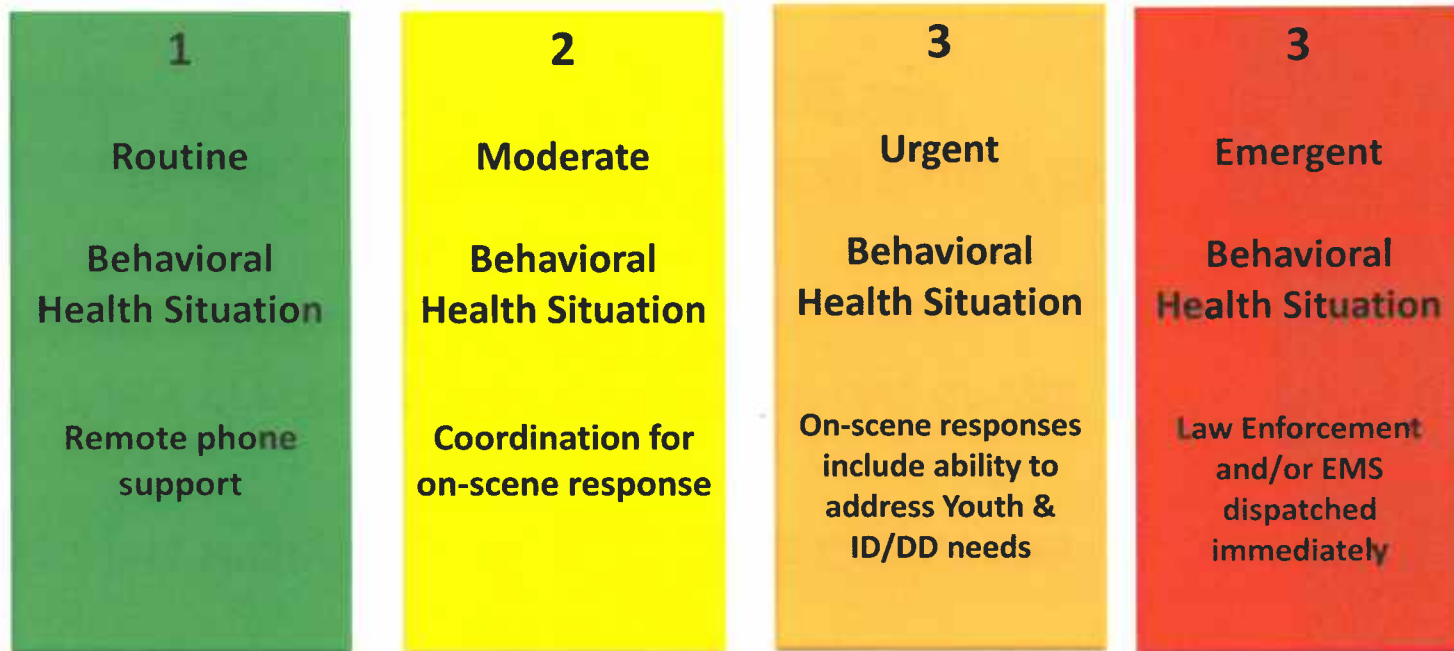 1
Routine
Behavioral
Health Situation
Remote phone
support
2
Moderate
Behavioral
Health Situation
Coordination for
on-scene response
3
Urgent
Behavioral
Health Situation
On-scene responses
include ability to
address Youth &
ID/DD needs
3
Emergent
Behavioral
Health Situation
Law Enforcement
and/or EMS
dispatched
immediately